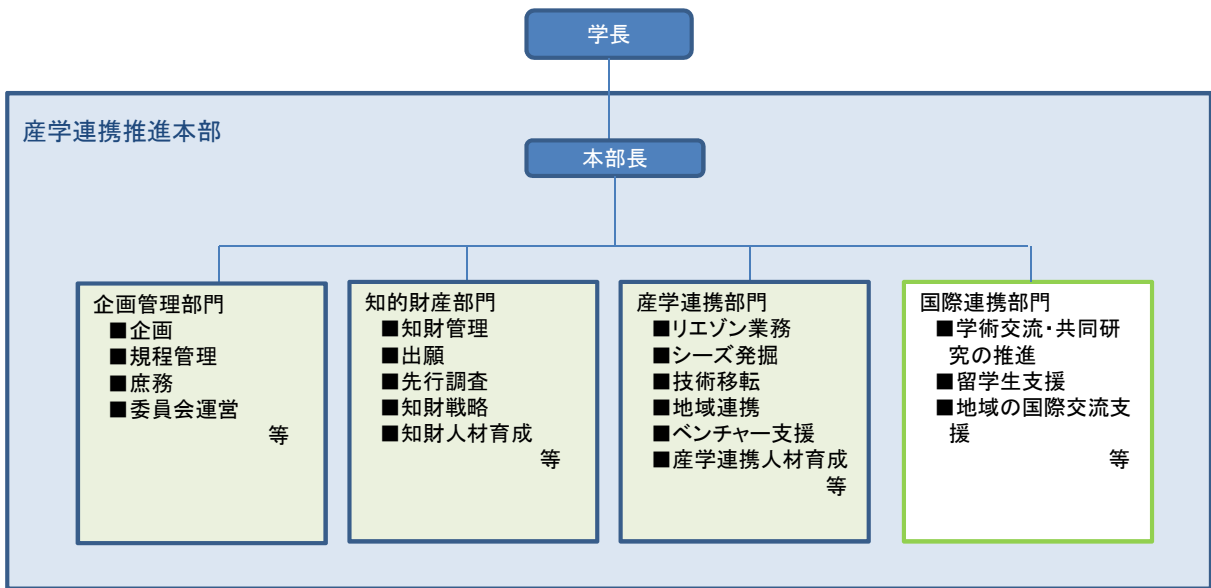 学長
産学連携推進本部
本部長
企画管理部門
■企画
■規程管理
■庶務
■委員会運営
等
知的財産部門
■知財管理
■出願
■先行調査
■知財戦略
■知財人材育成
等
産学連携部門
■リエゾン業務
■シーズ発掘
■技術移転
■地域連携
■ベンチャー支援
■産学連携人材育成
等
国際連携部門
■学術交流・共同研
究の推進
■留学生支援
■地域の国際交流支
援
等